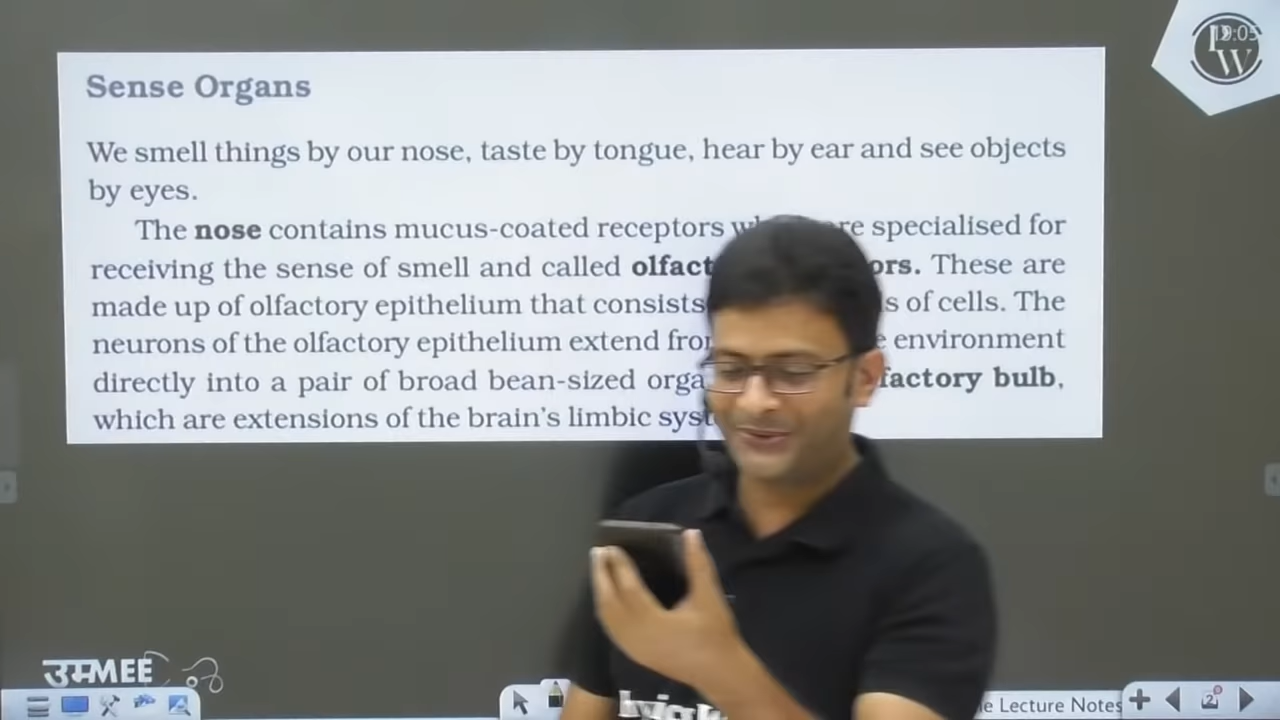 Sense Organs
We smell things by our nose, taste by tongue, hear by ear and see objects
by eyes.
The nose contains mucus-coated receptors re specialised for
receiving the sense of smell and called olfact ors. These are
made up of olfactory epithelium that consists s of cells. The
neurons of the olfactory epithelium extend fro e environment
directly into a pair of broad bean-sized orga factory bulb,
which are extensions of the brain's limbic syst
उम्मMEE
e Lecture Notes
2
PW